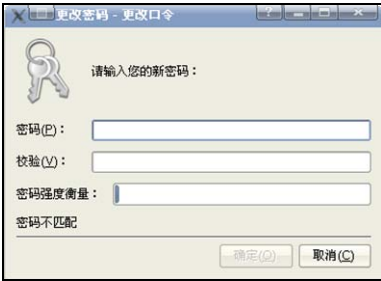 更改密码 - 更改口令
请输入您的新密码：
密码(P)：
校验(V)：
密码强度衡量：
密码不匹配
确定(O) 取消(C)